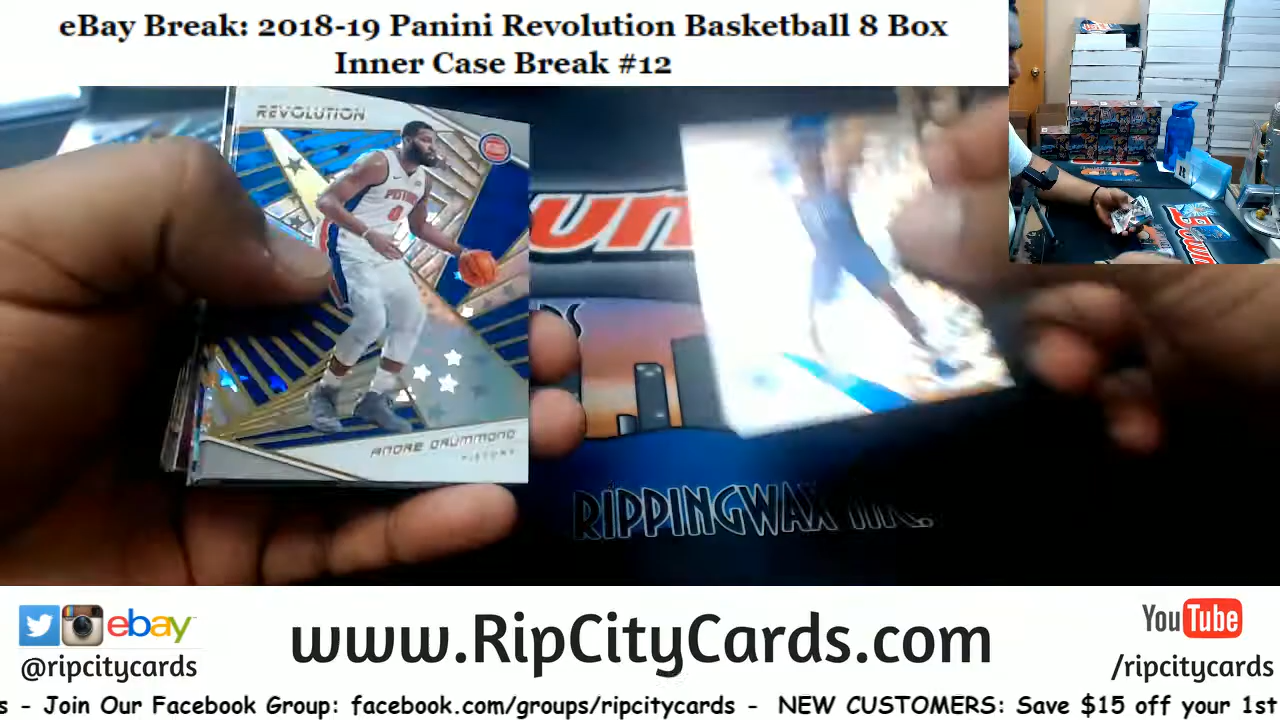 eBay Break: 2018-19 Panini Revolution Basketball 8 Box
Inner Case Break #12
REVOLUTION
PISTONS
0
ANDRE DRUMMOND
PISTONS
RIPPINGWAX
ebay
@ripcitycards
www.RipCityCards.com
YouTube
/ripcitycards
s - Join Our Facebook Group: facebook.com/groups/ripcitycards - NEW CUSTOMERS: Save $15 off your 1st